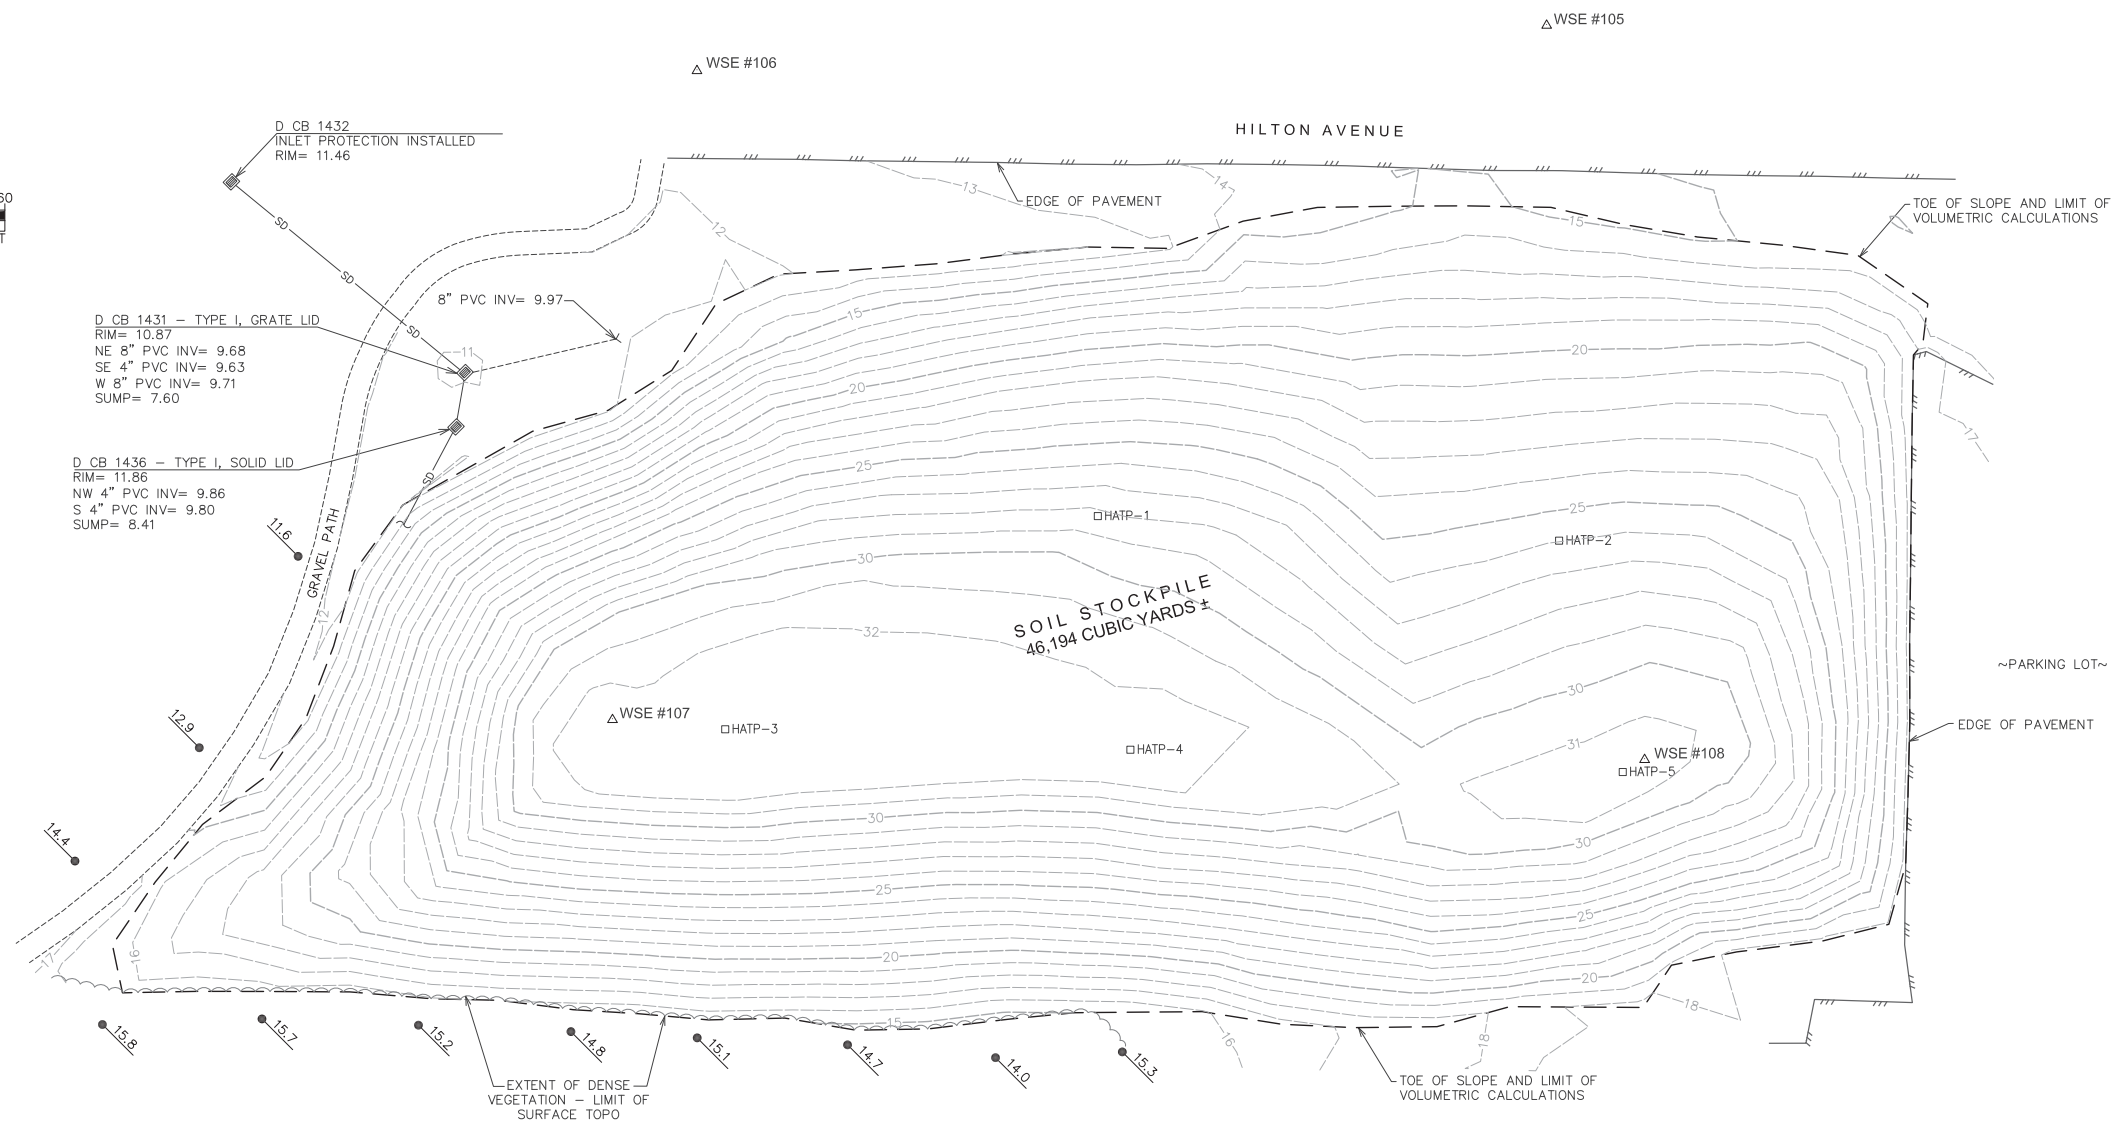 WSE #105
WSE #106
HILTON AVENUE
D CB 1432
INLET PROTECTION INSTALLED
RIM= 11.46
60
T
SD
SD
SD
SD
13
14
12
15
EDGE OF PAVEMENT
TOE OF SLOPE AND LIMIT OF
VOLUMETRIC CALCULATIONS
8" PVC INV= 9.97
D CB 1431 – TYPE I, GRATE LID
RIM= 10.87
NE 8" PVC INV= 9.68
SE 4" PVC INV= 9.63
W 8" PVC INV= 9.71
SUMP= 7.60
11
15
20
20
17
D CB 1436 – TYPE I, SOLID LID
RIM= 11.86
NW 4" PVC INV= 9.86
S 4" PVC INV= 9.80
SUMP= 8.41
25
25
HATP-1
HATP-2
11.6
GRAVEL PATH
12
30
SOIL STOCKPILE
46,194 CUBIC YARDS ±
32
~PARKING LOT~
30
12.9
WSE #107
HATP-3
HATP-4
31
WSE #108
HATP-5
EDGE OF PAVEMENT
14.4
30
30
25
25
17
16
20
20
18
15
16
18
15.8
15.7
15.2
14.8
15.1
14.7
14.0
15.3
EXTENT OF DENSE
VEGETATION – LIMIT OF
SURFACE TOPO
TOE OF SLOPE AND LIMIT OF
VOLUMETRIC CALCULATIONS